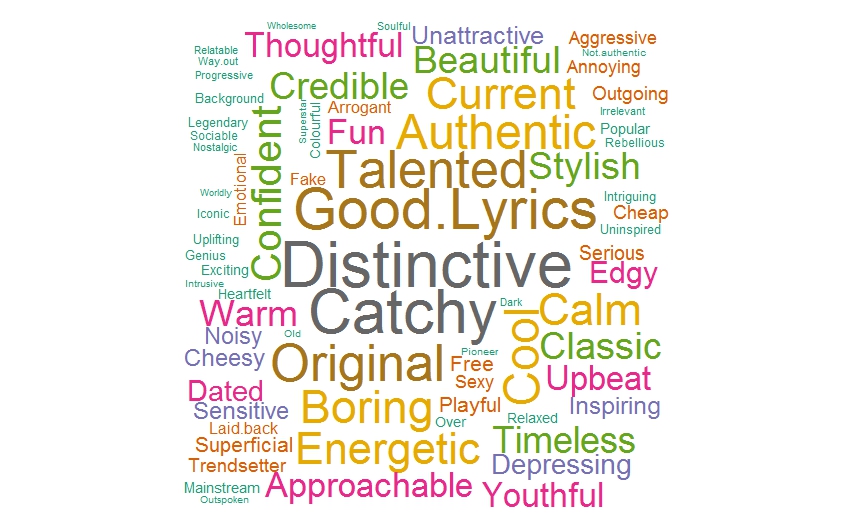 Wholesome
Soulful
Thoughtful
Unattractive
Aggressive
Relatable
Way.out
Beautiful
Not.authentic
Annoying
Progressive
Credible
Current
Outgoing
Background
Superstar
Colourful
Arrogant
Irrelevant
Legendary
Sociable
Nostalgic
Confident
Fun
Authentic
Popular
Rebellious
Emotional
Fake
Talented
Stylish
Worldly
Good.Lyrics
Intriguing
Iconic
Cheap
Uninspired
Uplifting
Genius
Exciting
Distinctive
Serious
Edgy
Intrusive
Heartfelt
Warm
Catchy
Dark
Calm
Noisy
Old
Cool
Classic
Cheesy
Original
Pioneer
Free
Sexy
Upbeat
Dated
Sensitive
Boring
Playful
Inspiring
Laid.back
Over
Relaxed
Superficial
Energetic
Timeless
Trendsetter
Depressing
Mainstream
Outspoken
Approachable
Youthful